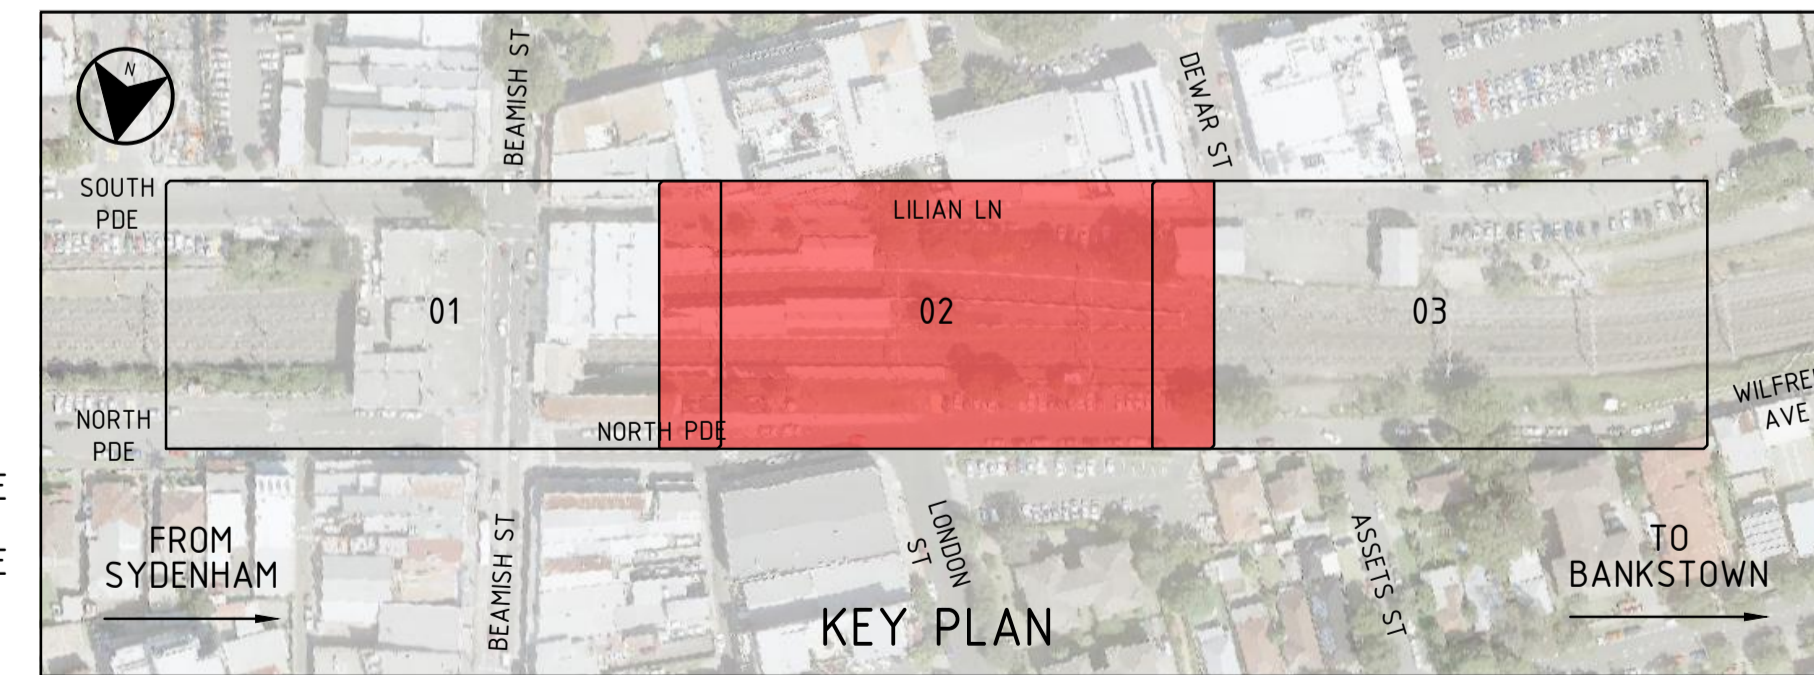 N
BEAMISH ST
DEWAR ST
SOUTH
PDE
LILIAN LN
01
02
03
NORTH
PDE
NORTH PDE
AVE
FROM
SYDENHAM
BEAMISH ST
LONDON
ST
KEY PLAN
ASSETS ST
TO
BANKSTOWN